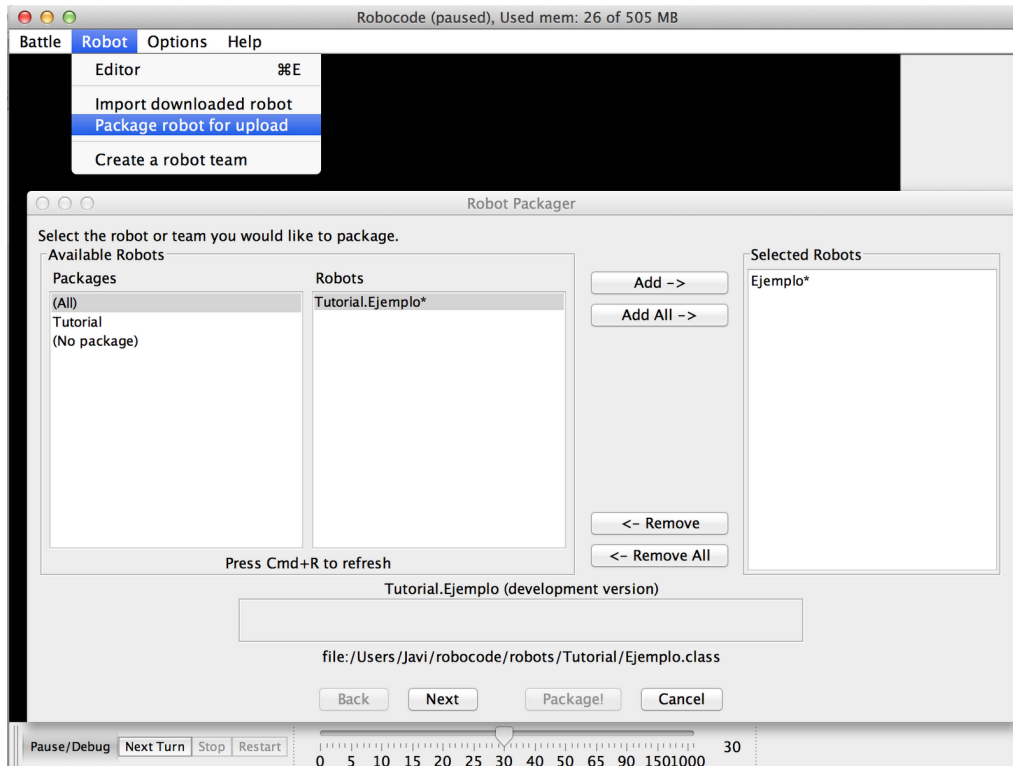 Robocode (paused), Used mem: 26 of 505 MB
Battle Robot Options Help
Editor ⌘E
Import downloaded robot
Package robot for upload
Create a robot team
Robot Packager
Select the robot or team you would like to package.
Available Robots
Selected Robots
Packages
Robots
(All)
Tutorial
(No package)
Tutorial.Ejemplo*
Add ->
Add All ->
Ejemplo*
<- Remove
<- Remove All
Press Cmd+R to refresh
Tutorial.Ejemplo (development version)
file:/Users/Javi/robocode/robots/Tutorial/Ejemplo.class
Back Next Package! Cancel
Pause/Debug Next Turn Stop Restart
0 5 10 15 20 25 30 40 50 65 90 1501000
30